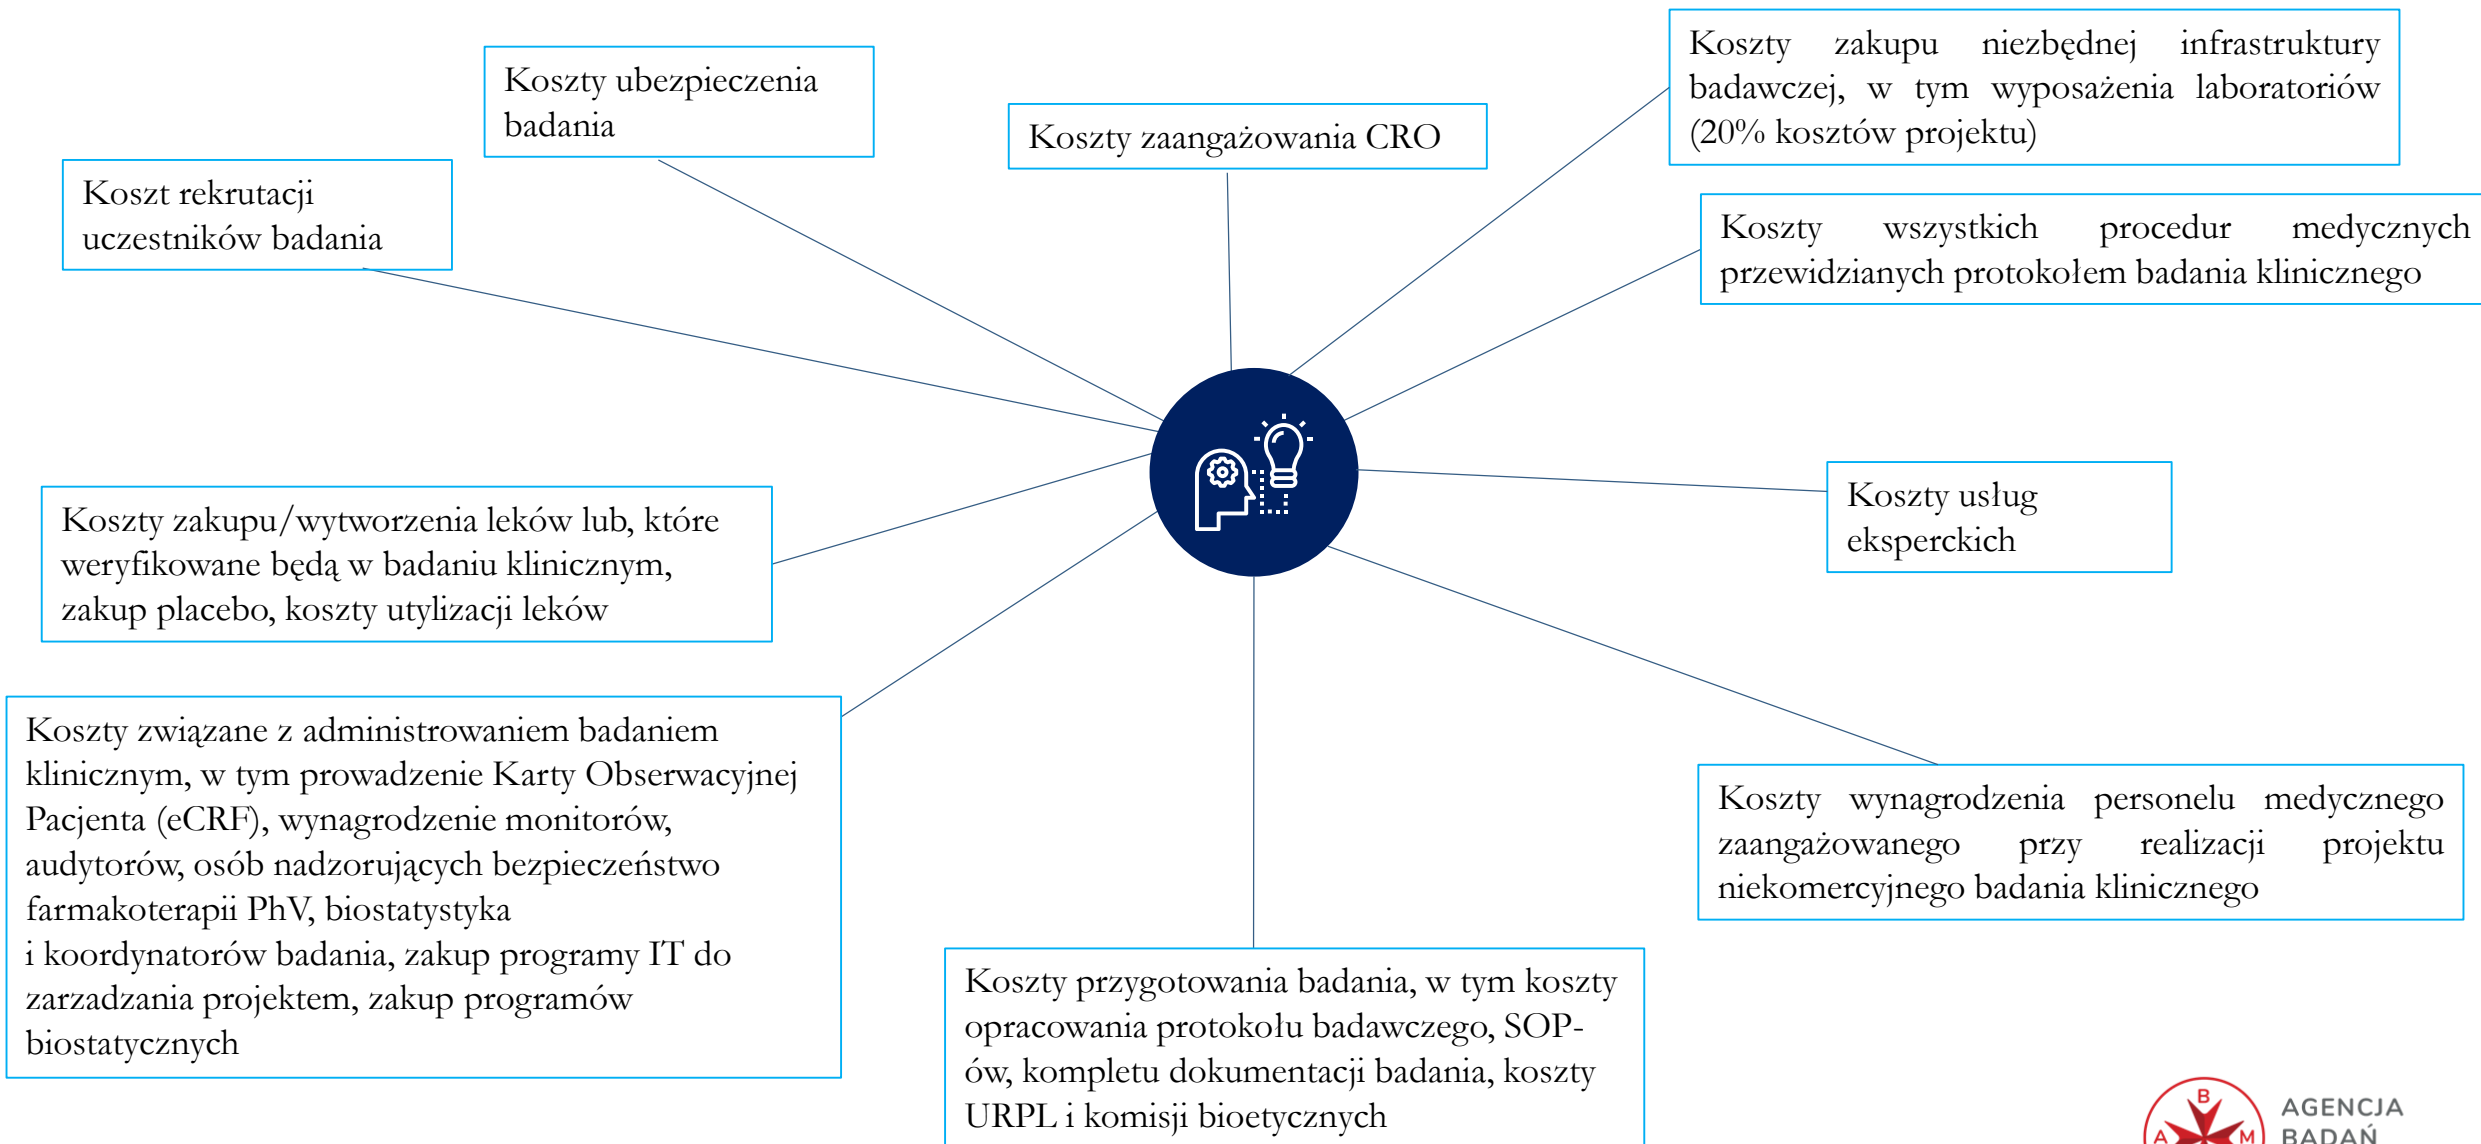 Koszty ubezpieczenia
badania
Koszty zaangażowania CRO
Koszty zakupu niezbędnej infrastruktury
badawczej, w tym wyposażenia laboratoriów
(20% kosztów projektu)
Koszt rekrutacji
uczestników badania
Koszty wszystkich procedur medycznych
przewidzianych protokołem badania klinicznego
Koszty zakupu/wytworzenia leków lub, które
weryfikowane będą w badaniu klinicznym,
zakup placebo, koszty utylizacji leków
Koszty usług
eksperckich
Koszty związane z administrowaniem badaniem
klinicznym, w tym prowadzenie Karty Obserwacyjnej
Pacjenta (eCRF), wynagrodzenie monitorów,
audytorów, osób nadzorujących bezpieczeństwo
farmakoterapii PhV, biostatystyka
i koordynatorów badania, zakup programy IT do
zarzadzania projektem, zakup programów
biostatycznych
Koszty wynagrodzenia personelu medycznego
zaangażowanego przy realizacji projektu
niekomercyjnego badania klinicznego
Koszty przygotowania badania, w tym koszty
opracowania protokołu badawczego, SOP-
ów, kompletu dokumentacji badania, koszty
URPL i komisji bioetycznych
B
A M
AGENCJA
BADAŃ